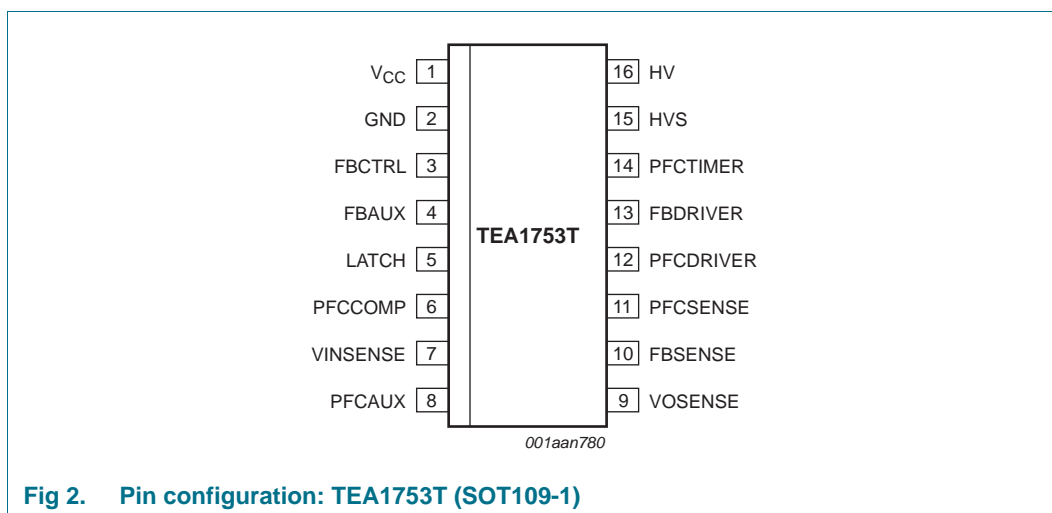 VCC 1 16 HV
GND 2 15 HVS
FBCTRL 3 14 PFCTIMER
FBAUX 4 13 FBDRIVER
TEA1753T
LATCH 5 12 PFCDRIVER
PFCCOMP 6 11 PFCSENSE
VINSENSE 7 10 FBSENSE
PFCAUX 8 9 VOSENSE
001aan780
Fig 2. Pin configuration: TEA1753T (SOT109-1)